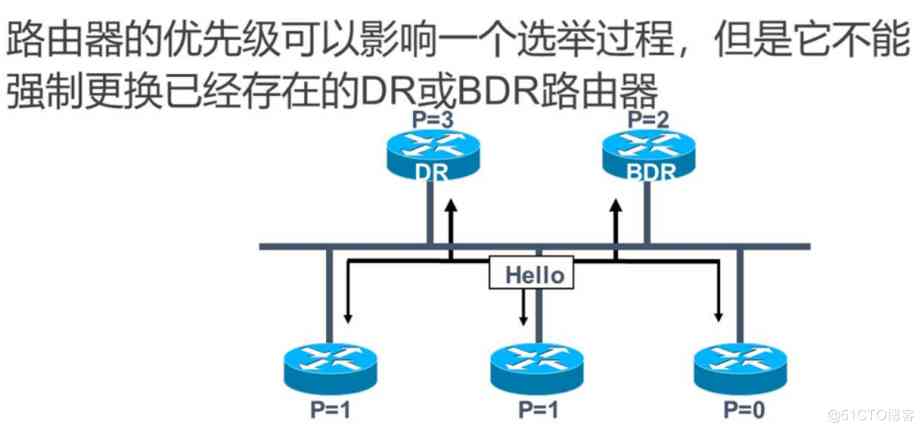 路由器的优先级可以影响一个选举过程，但是它不能
强制更换已经存在的DR或BDR路由器
P=3 P=2
DR BDR
Hello
P=1 P=1 P=0
@51CTO博客